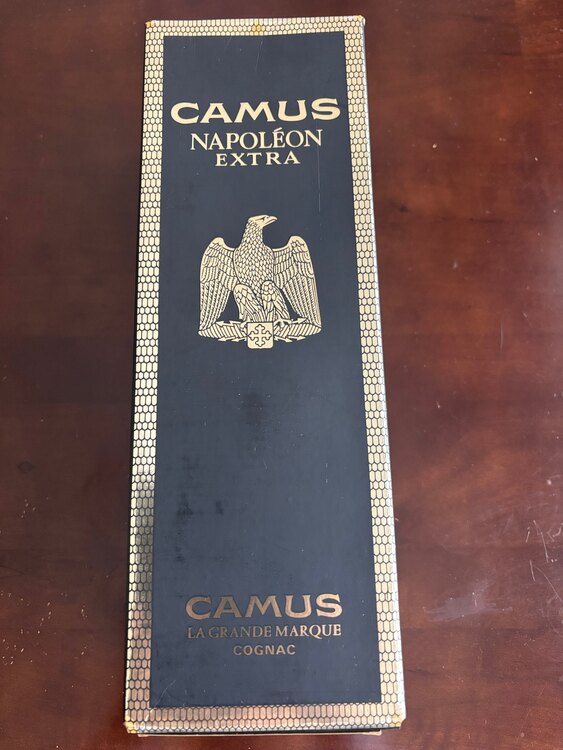 CAMUS
NAPOLÉON
EXTRA
CAMUS
LA GRANDE MARQUE
COGNAC